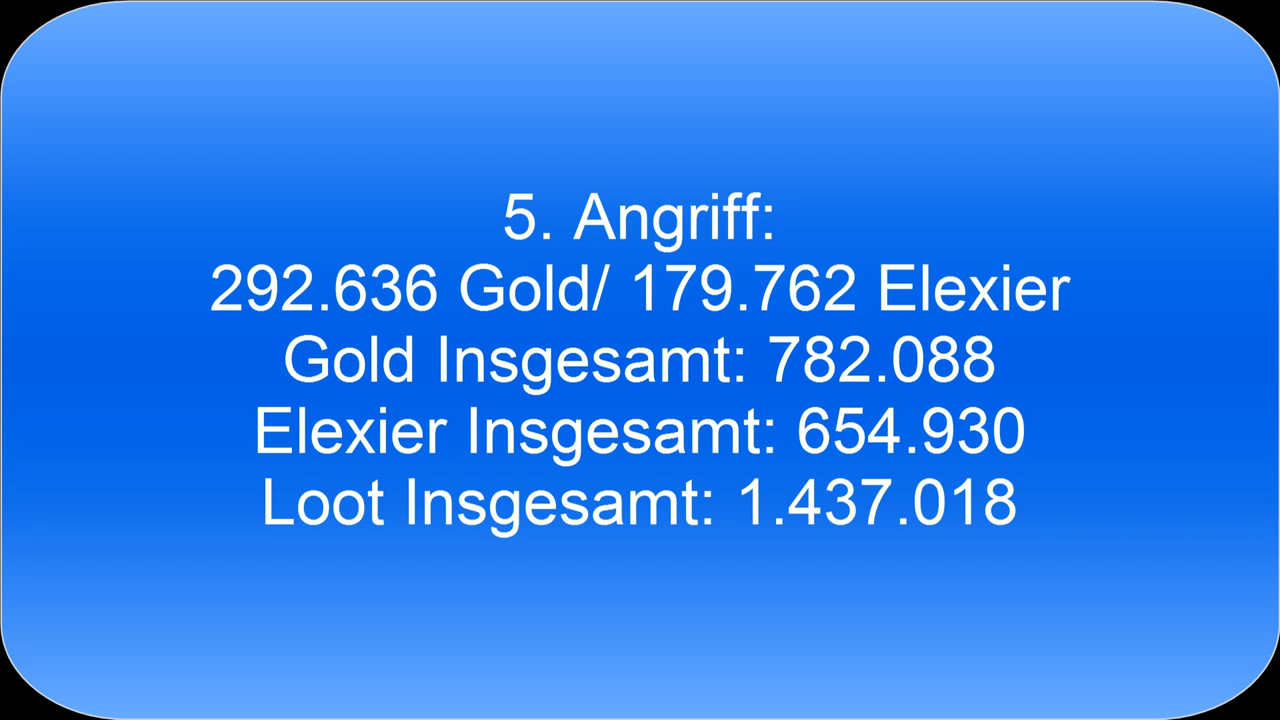 5. Angriff:
292.636 Gold/ 179.762 Elexier
Gold Insgesamt: 782.088
Elexier Insgesamt: 654.930
Loot Insgesamt: 1.437.018